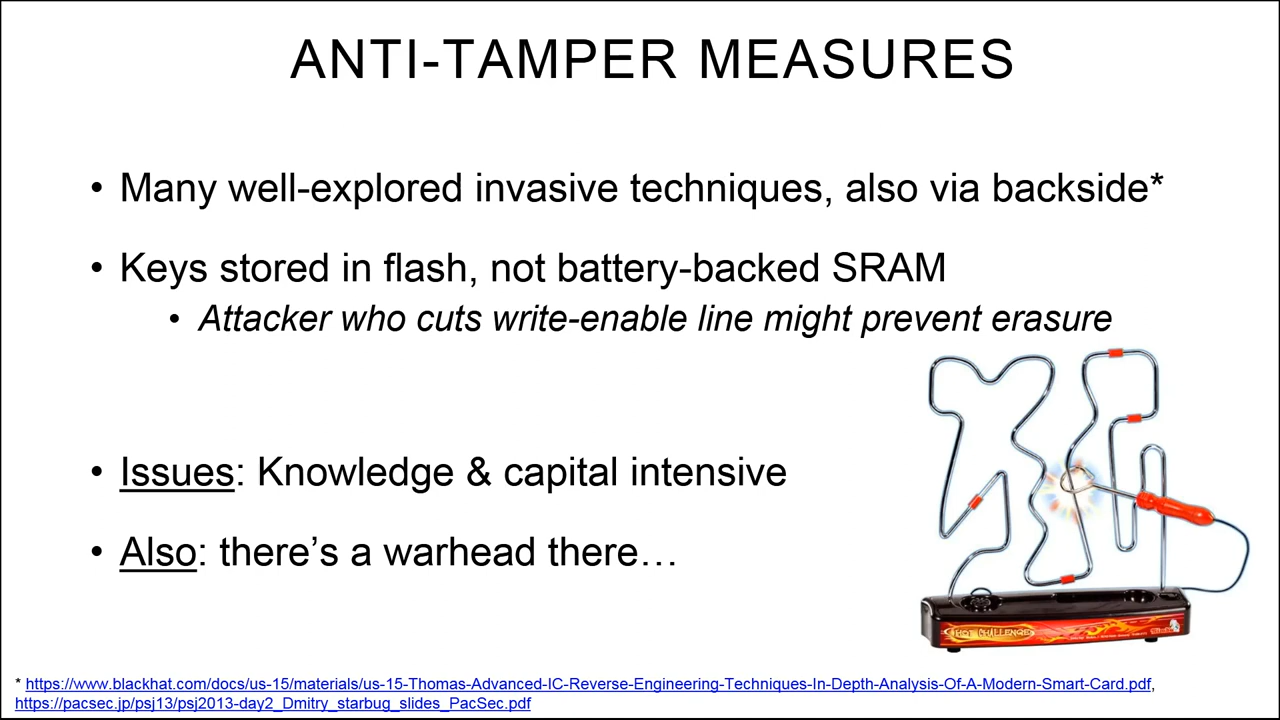 ANTI-TAMPER MEASURES
• Many well-explored invasive techniques, also via backside*
• Keys stored in flash, not battery-backed SRAM
• Attacker who cuts write-enable line might prevent erasure
• Issues: Knowledge & capital intensive
• Also: there's a warhead there…
HOT CHALLENGE
* https://www.blackhat.com/docs/us-15/materials/us-15-Thomas-Advanced-IC-Reverse-Engineering-Techniques-In-Depth-Analysis-Of-A-Modern-Smart-Card.pdf,
https://pacsec.jp/psj13/psj2013-day2_Dmitry_starbug_slides_PacSec.pdf